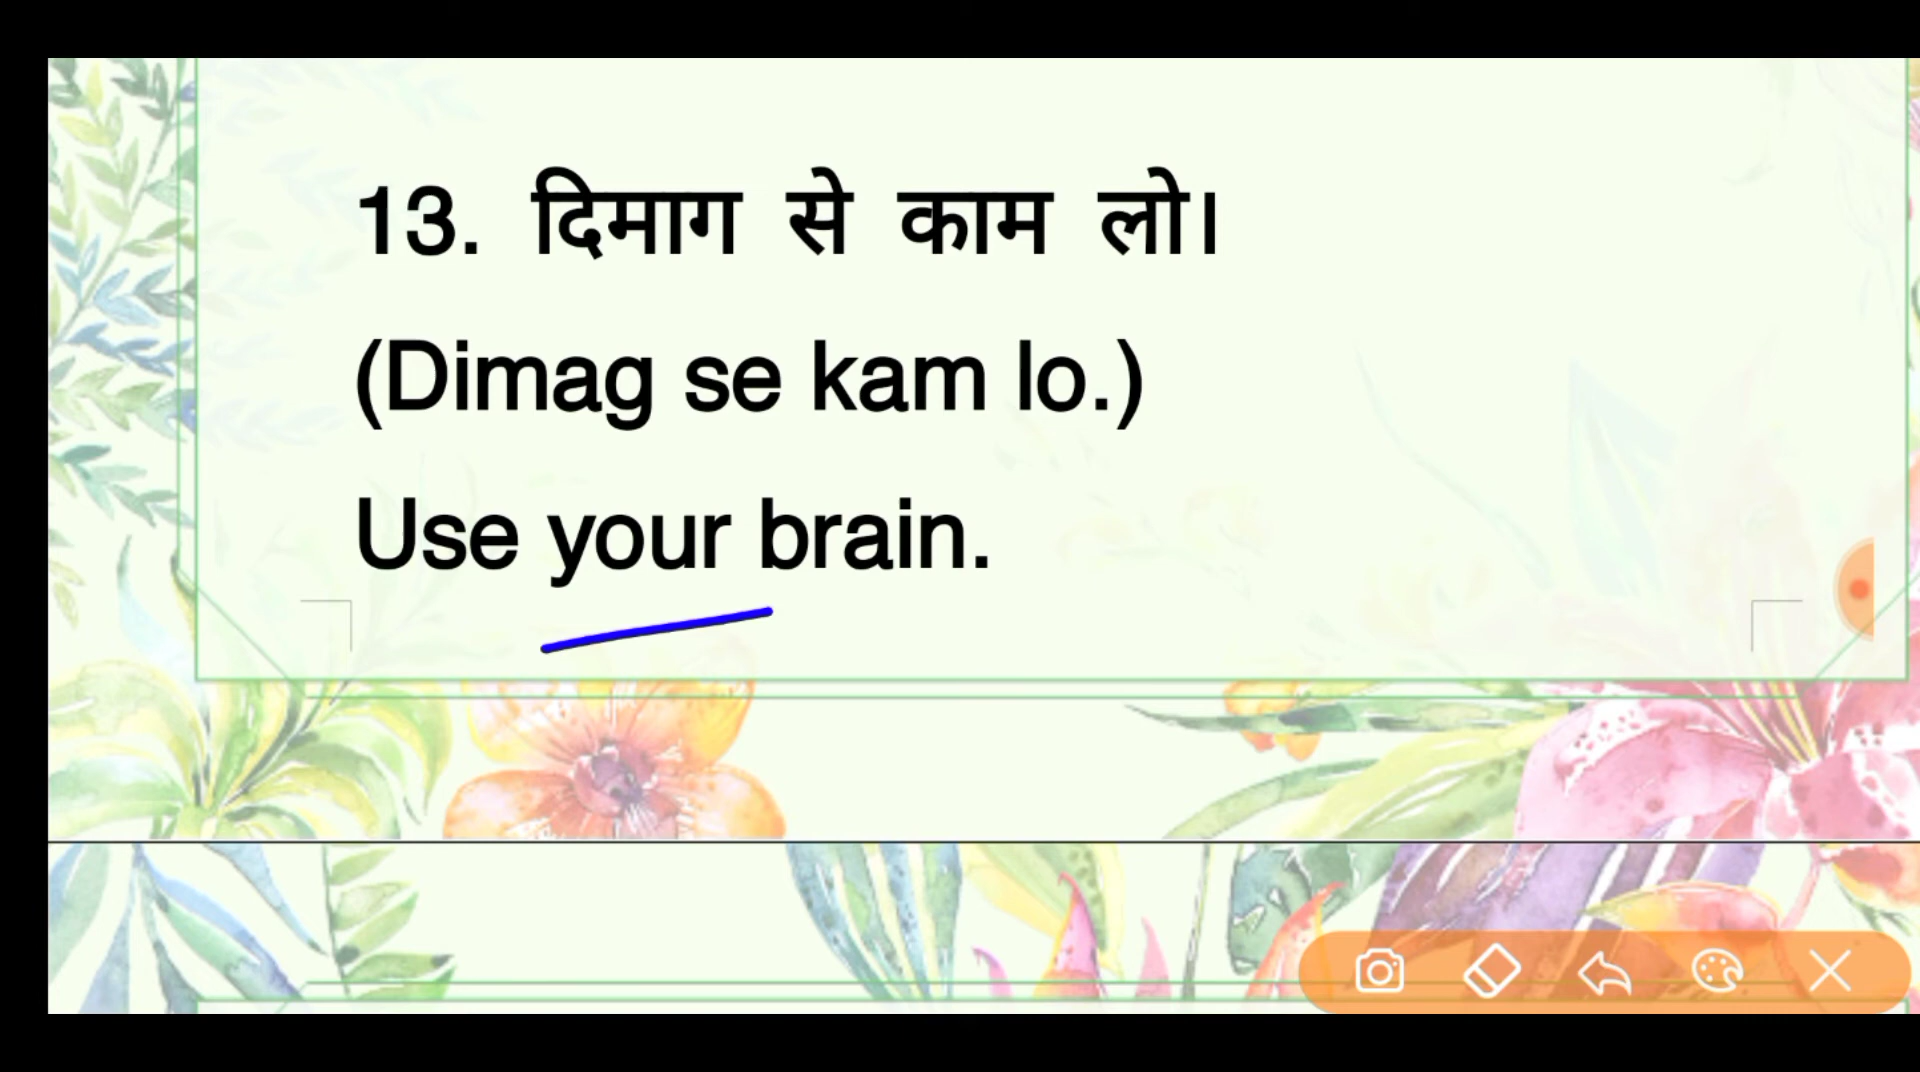 13. दिमाग से काम लो।
(Dimag se kam lo.)
Use your brain.